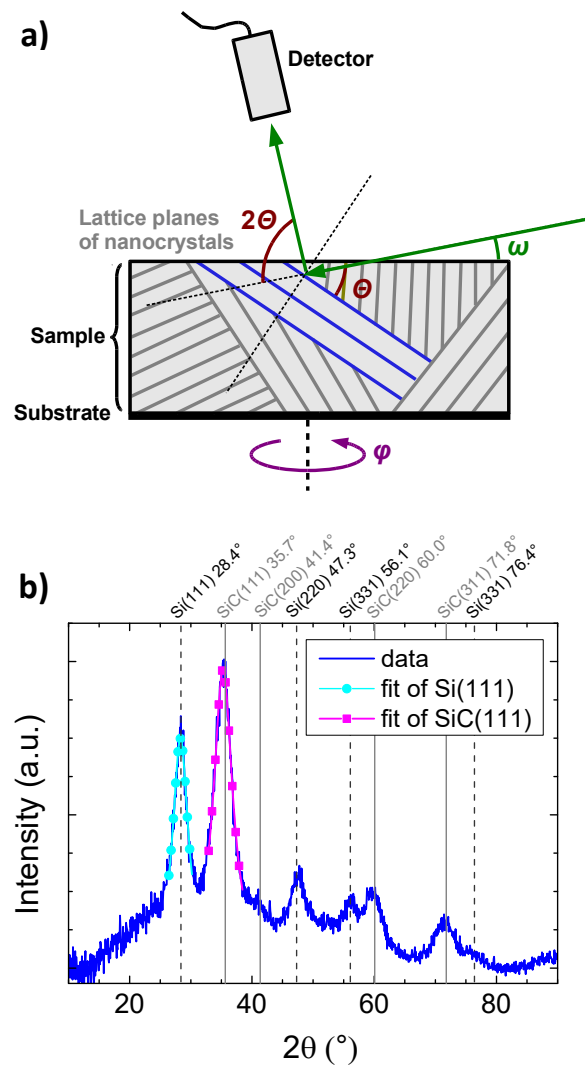 a)
Detector
Lattice planes
of nanocrystals
2Θ
ω
Θ
Sample
Substrate
φ
b)
Si(111) 28.4°
SiC(111) 35.7°
SiC(200) 41.4°
Si(220) 47.3°
Si(331) 56.1°
SiC(220) 60.0°
SiC(311) 71.8°
Si(331) 76.4°
data
fit of Si(111)
fit of SiC(111)
Intensity (a.u.)
20 40 60 80
2θ (°)